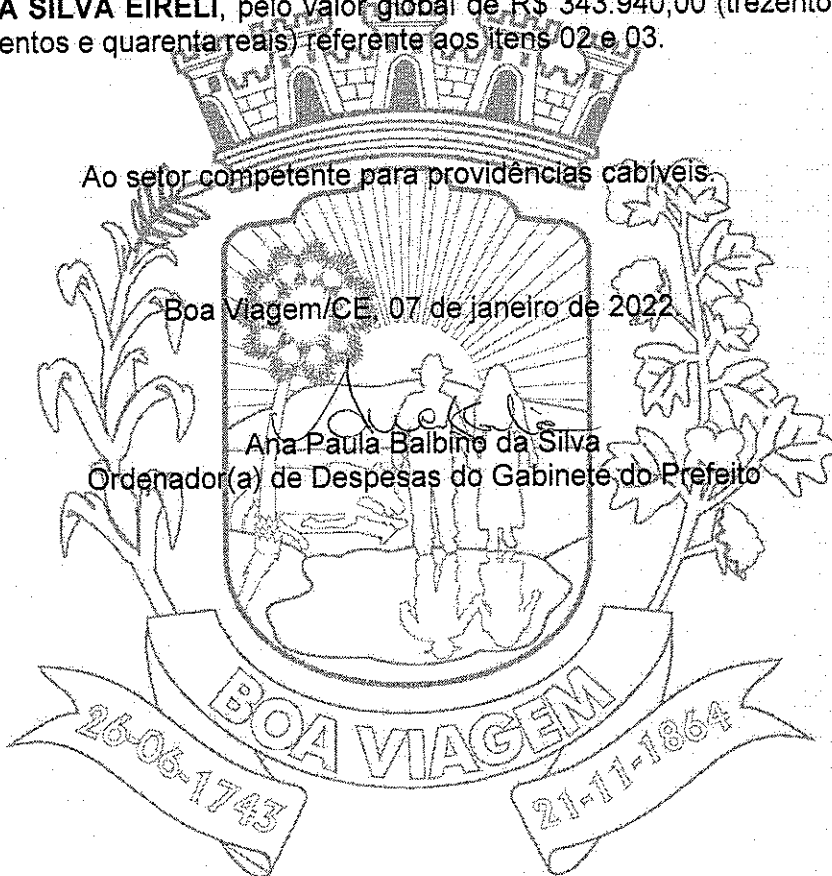 A SILVA EIRELI, pelo valor global de R$ 343.940,00 (trezento
entos e quarenta reais) referente aos itens 02 e 03.
Ao setor competente para providências cabíveis.
Boa Viagem/CE, 07 de janeiro de 2022.
Ana Paula Balbino da Silva
Ordenador(a) de Despesas do Gabinete do Prefeito
BOA VIAGEM
26-06-1743
21-11-1864